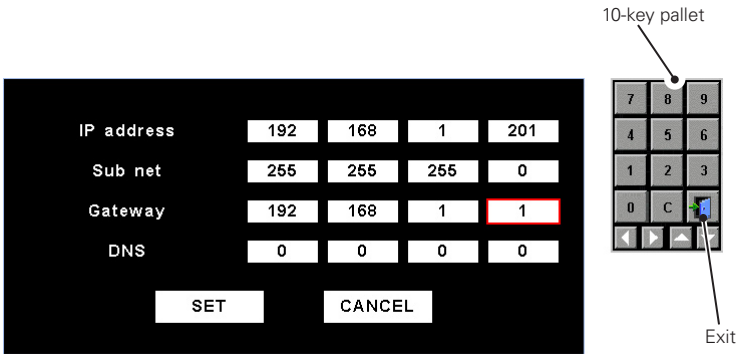 10-key pallet
IP address 192 168 1 201
Sub net 255 255 255 0
Gateway 192 168 1 1
DNS 0 0 0 0
SET CANCEL
7 8 9
4 5 6
1 2 3
0 C
Exit